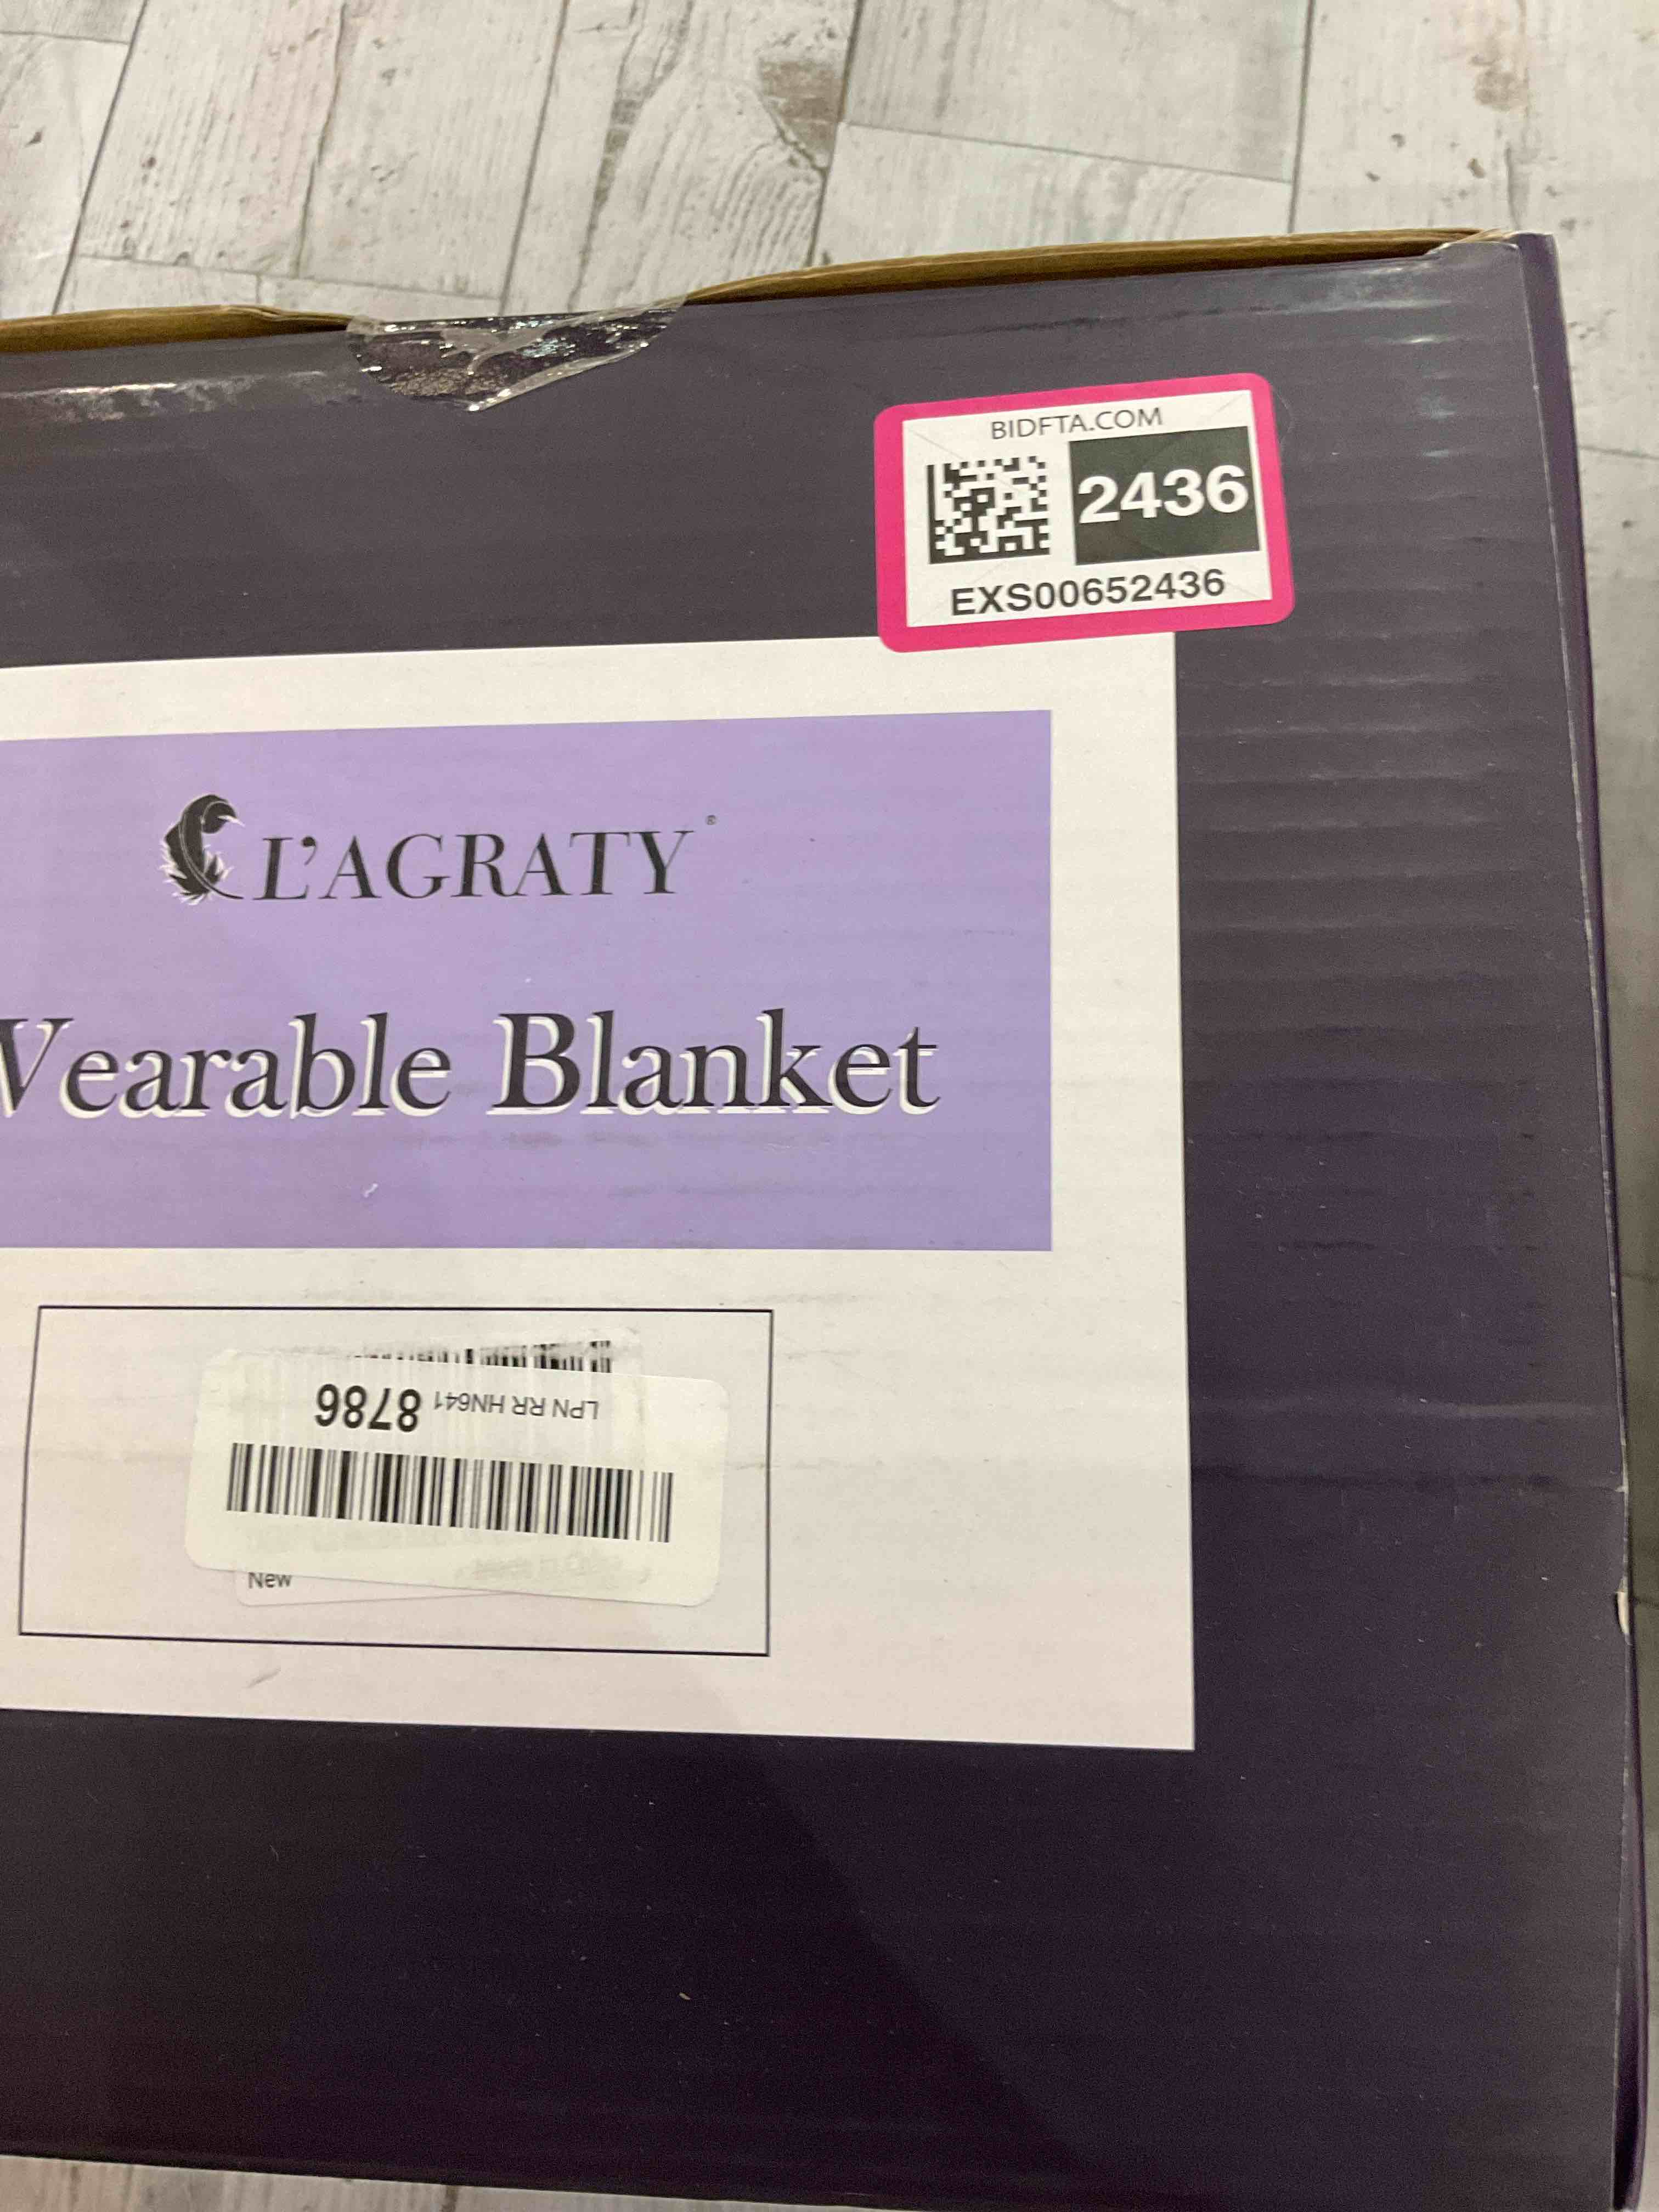 BIDFTA.COM
2436
EXS00652436
L'AGRATY®
Wearable Blanket
LPN RR HN641 8786
New